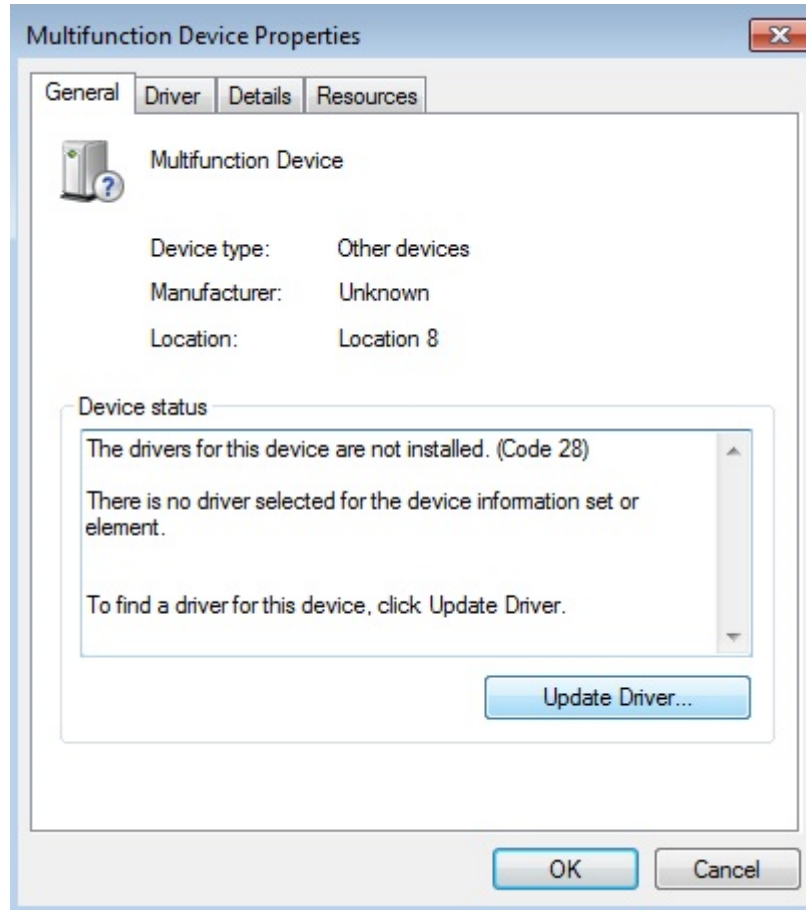 Multifunction Device Properties
General Driver Details Resources
Multifunction Device
Device type: Other devices
Manufacturer: Unknown
Location: Location 8
Device status
The drivers for this device are not installed. (Code 28)
There is no driver selected for the device information set or
element.
To find a driver for this device, click Update Driver.
Update Driver...
OK Cancel